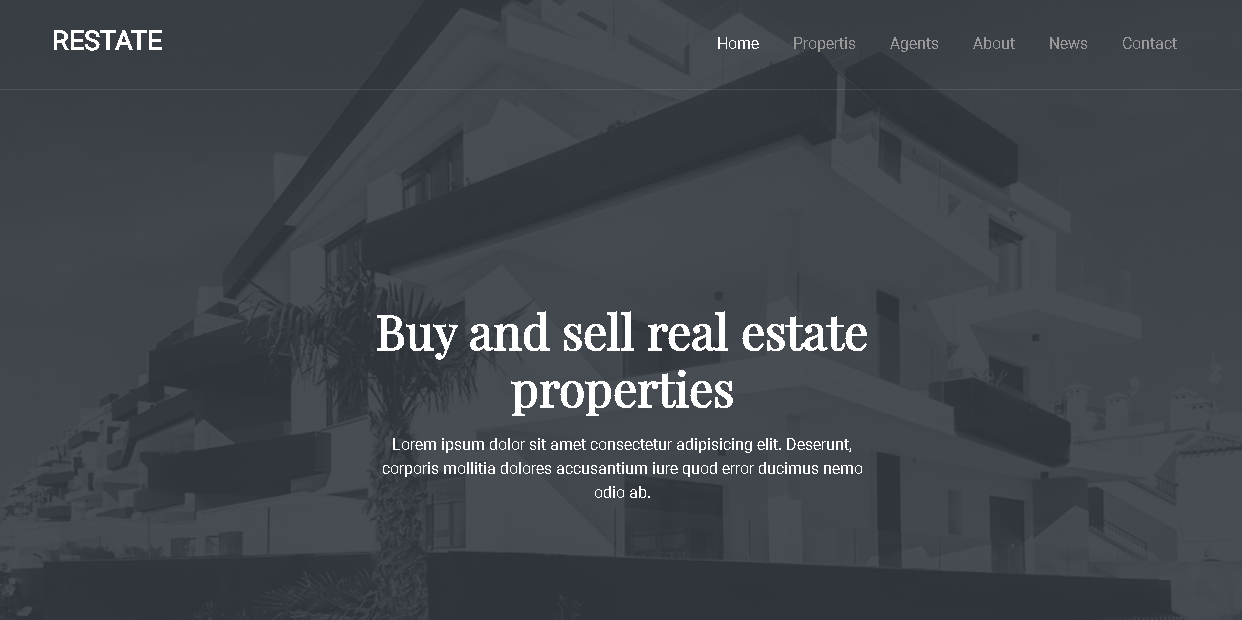 RESTATE
Home Propertis Agents About News Contact
Buy and sell real estate
properties
Lorem ipsum dolor sit amet consectetur adipisicing elit. Deserunt,
corporis mollitia dolores accusantium iure quod error ducimus nemo
odio ab.